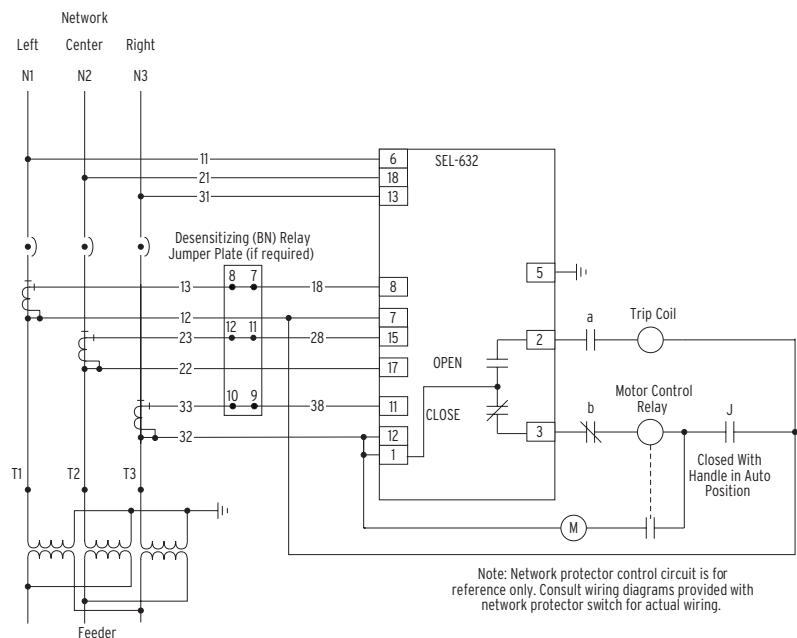 Network
Left Center Right
N1 N2 N3
11 6 SEL-632
21 18
31 13
Desensitizing (BN) Relay
Jumper Plate (if required)
5
13 8 7 18 8
12 7
23 12 11 28 15
22 17
33 10 9 38 11
32 12
1
OPEN
CLOSE
2 a Trip Coil
3 b Motor Control
Relay
J
Closed With
Handle in Auto
Position
M
T1 T2 T3
Feeder
Note: Network protector control circuit is for
reference only. Consult wiring diagrams provided with
network protector switch for actual wiring.